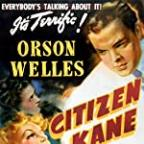 EVERYBODY'S TALKING ABOUT IT!
It's Terrific!
ORSON
WELLES
CITIZEN
KANE